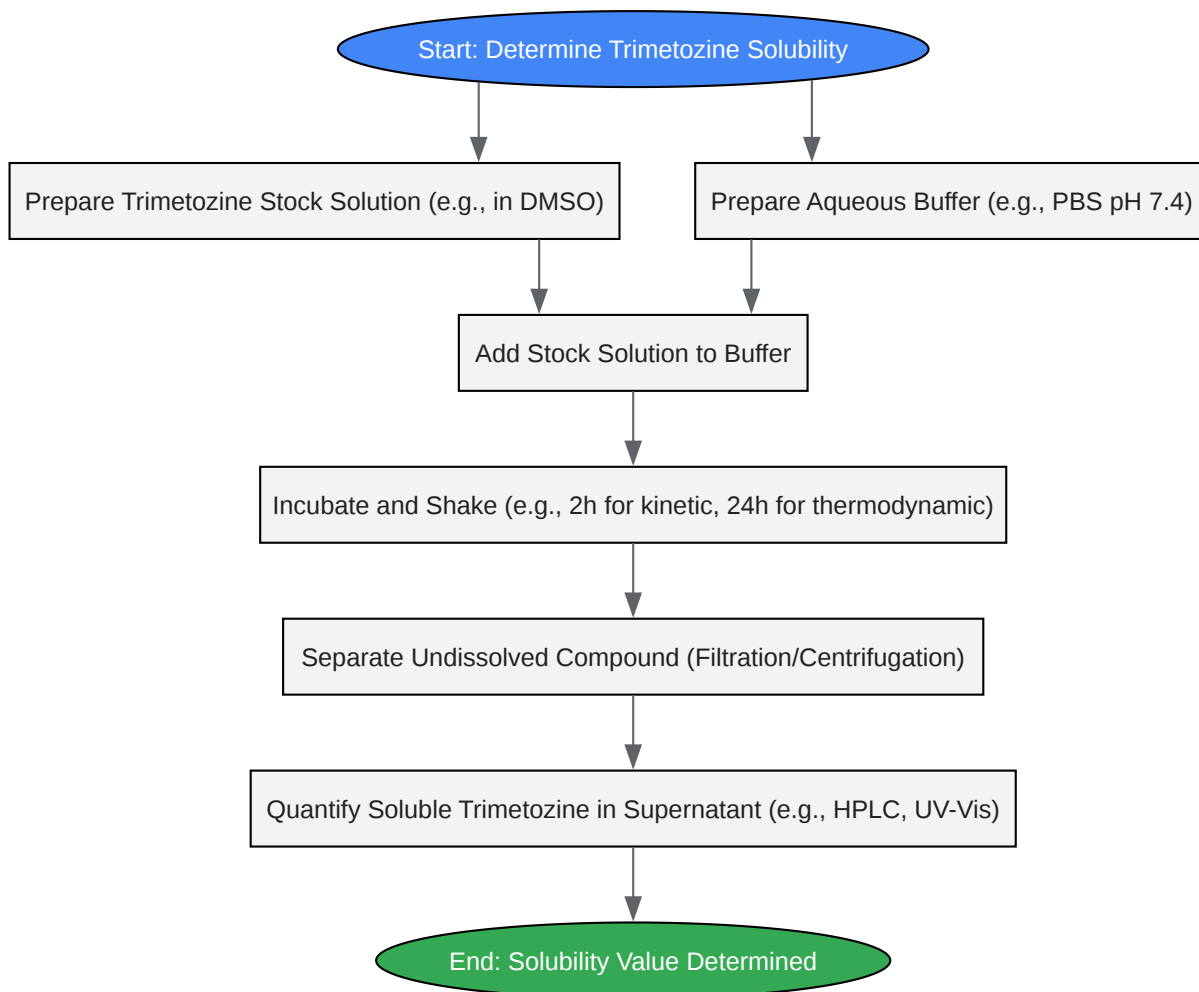 Start: Determine Trimetozine Solubility
Prepare Trimetozine Stock Solution (e.g., in DMSO)
Prepare Aqueous Buffer (e.g., PBS pH 7.4)
Add Stock Solution to Buffer
Incubate and Shake (e.g., 2h for kinetic, 24h for thermodynamic)
Separate Undissolved Compound (Filtration/Centrifugation)
Quantify Soluble Trimetozine in Supernatant (e.g., HPLC, UV-Vis)
End: Solubility Value Determined